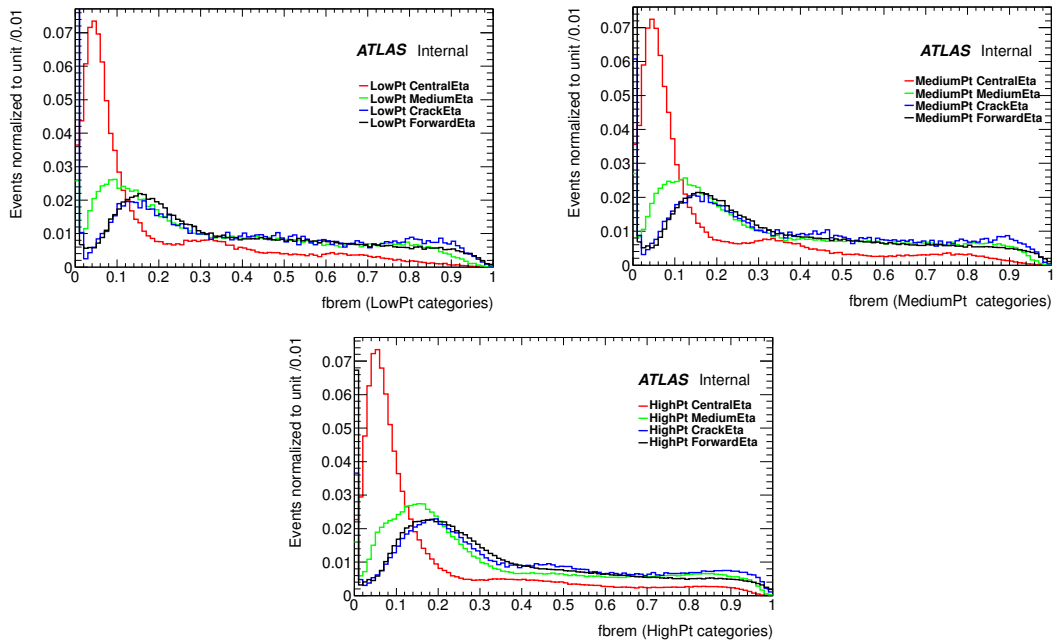 Events normalized to unit /0.01
0.07
0.06
0.05
0.04
0.03
0.02
0.01
0
ATLAS Internal
LowPt CentralEta
LowPt MediumEta
LowPt CrackEta
LowPt ForwardEta
0 0.1 0.2 0.3 0.4 0.5 0.6 0.7 0.8 0.9 1
fbrem (LowPt categories)
Events normalized to unit /0.01
0.07
0.06
0.05
0.04
0.03
0.02
0.01
0
ATLAS Internal
MediumPt CentralEta
MediumPt MediumEta
MediumPt CrackEta
MediumPt ForwardEta
0 0.1 0.2 0.3 0.4 0.5 0.6 0.7 0.8 0.9 1
fbrem (MediumPt categories)
Events normalized to unit /0.01
0.07
0.06
0.05
0.04
0.03
0.02
0.01
0
ATLAS Internal
HighPt CentralEta
HighPt MediumEta
HighPt CrackEta
HighPt ForwardEta
0 0.1 0.2 0.3 0.4 0.5 0.6 0.7 0.8 0.9 1
fbrem (HighPt categories)